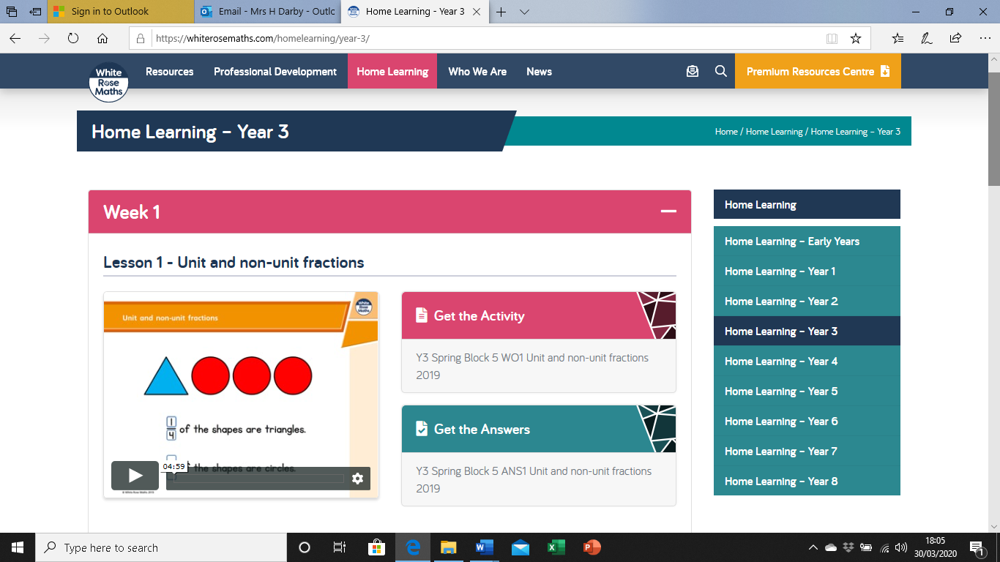 Sign in to Outlook
Email - Mrs H Darby - Outlc
Home Learning - Year 3
https://whiterosemaths.com/homelearning/year-3/
White
Rose
Maths
Resources
Professional Development
Home Learning
Who We Are
News
Premium Resources Centre
Home Learning – Year 3
Home / Home Learning / Home Learning – Year 3
Week 1
Lesson 1 - Unit and non-unit fractions
Unit and non-unit fractions
White
Rose
Maths
1
4
of the shapes are triangles.
of the shapes are circles.
04:59
© White Rose Maths 2019
Get the Activity
Y3 Spring Block 5 WO1 Unit and non-unit fractions
2019
Get the Answers
Y3 Spring Block 5 ANS1 Unit and non-unit fractions
2019
Home Learning
Home Learning – Early Years
Home Learning – Year 1
Home Learning – Year 2
Home Learning – Year 3
Home Learning – Year 4
Home Learning – Year 5
Home Learning – Year 6
Home Learning – Year 7
Home Learning – Year 8
Type here to search
18:05
30/03/2020
1